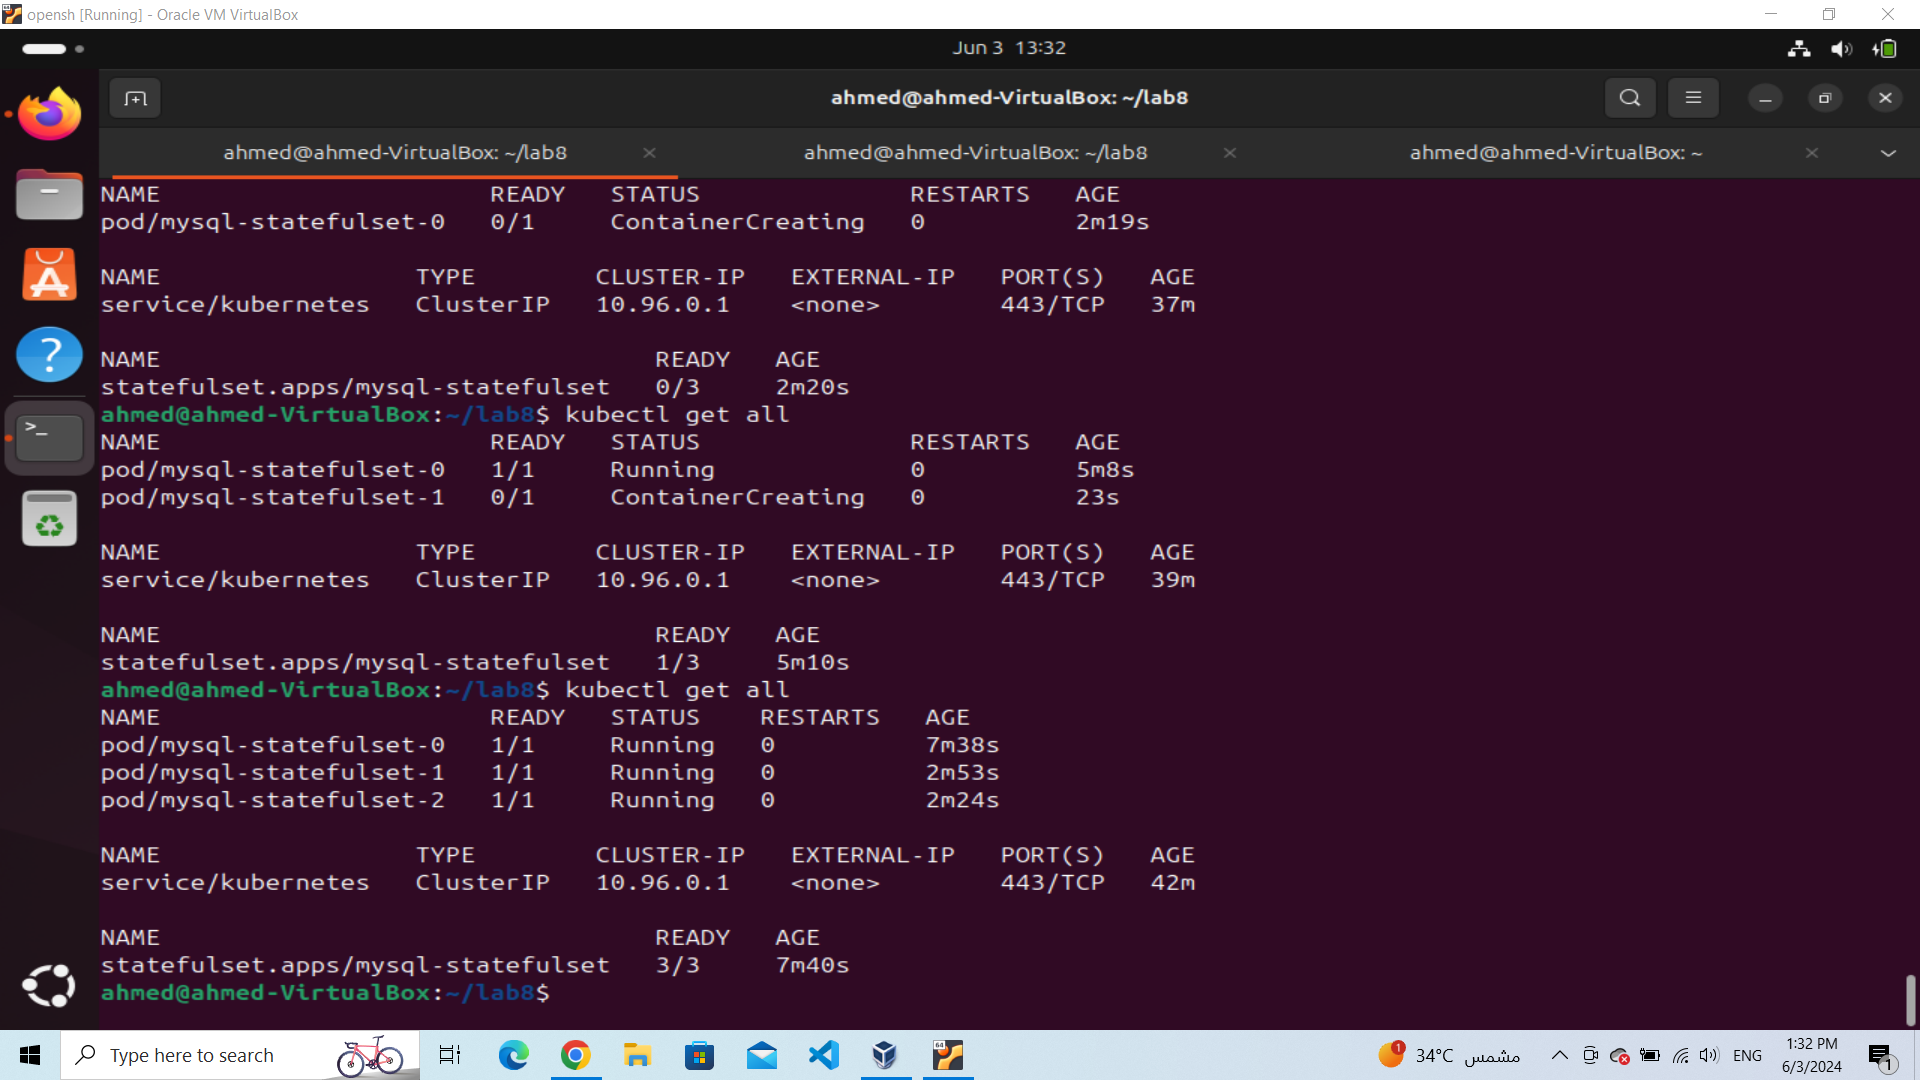 opensh [Running] - Oracle VM VirtualBox
Jun 3 13:32
ahmed@ahmed-VirtualBox: ~/lab8
ahmed@ahmed-VirtualBox: ~/lab8 ahmed@ahmed-VirtualBox: ~/lab8 ahmed@ahmed-VirtualBox: ~
NAME READY STATUS RESTARTS AGE
pod/mysql-statefulset-0 0/1 ContainerCreating 0 2m19s
NAME TYPE CLUSTER-IP EXTERNAL-IP PORT(S) AGE
service/kubernetes ClusterIP 10.96.0.1 <none> 443/TCP 37m
NAME READY AGE
statefulset.apps/mysql-statefulset 0/3 2m20s
ahmed@ahmed-VirtualBox:~/lab8$ kubectl get all
NAME READY STATUS RESTARTS AGE
pod/mysql-statefulset-0 1/1 Running 0 5m8s
pod/mysql-statefulset-1 0/1 ContainerCreating 0 23s
NAME TYPE CLUSTER-IP EXTERNAL-IP PORT(S) AGE
service/kubernetes ClusterIP 10.96.0.1 <none> 443/TCP 39m
NAME READY AGE
statefulset.apps/mysql-statefulset 1/3 5m10s
ahmed@ahmed-VirtualBox:~/lab8$ kubectl get all
NAME READY STATUS RESTARTS AGE
pod/mysql-statefulset-0 1/1 Running 0 7m38s
pod/mysql-statefulset-1 1/1 Running 0 2m53s
pod/mysql-statefulset-2 1/1 Running 0 2m24s
NAME TYPE CLUSTER-IP EXTERNAL-IP PORT(S) AGE
service/kubernetes ClusterIP 10.96.0.1 <none> 443/TCP 42m
NAME READY AGE
statefulset.apps/mysql-statefulset 3/3 7m40s
ahmed@ahmed-VirtualBox:~/lab8$
Type here to search
1
34°C مشمس
ENG
1:32 PM
6/3/2024
1